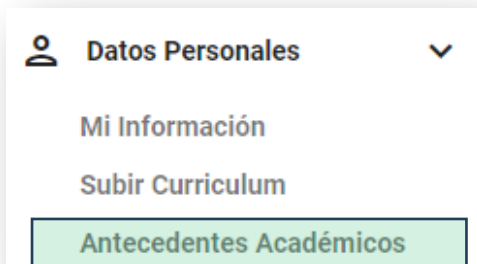 Datos Personales
Mi Información
Subir Curriculum
Antecedentes Académicos